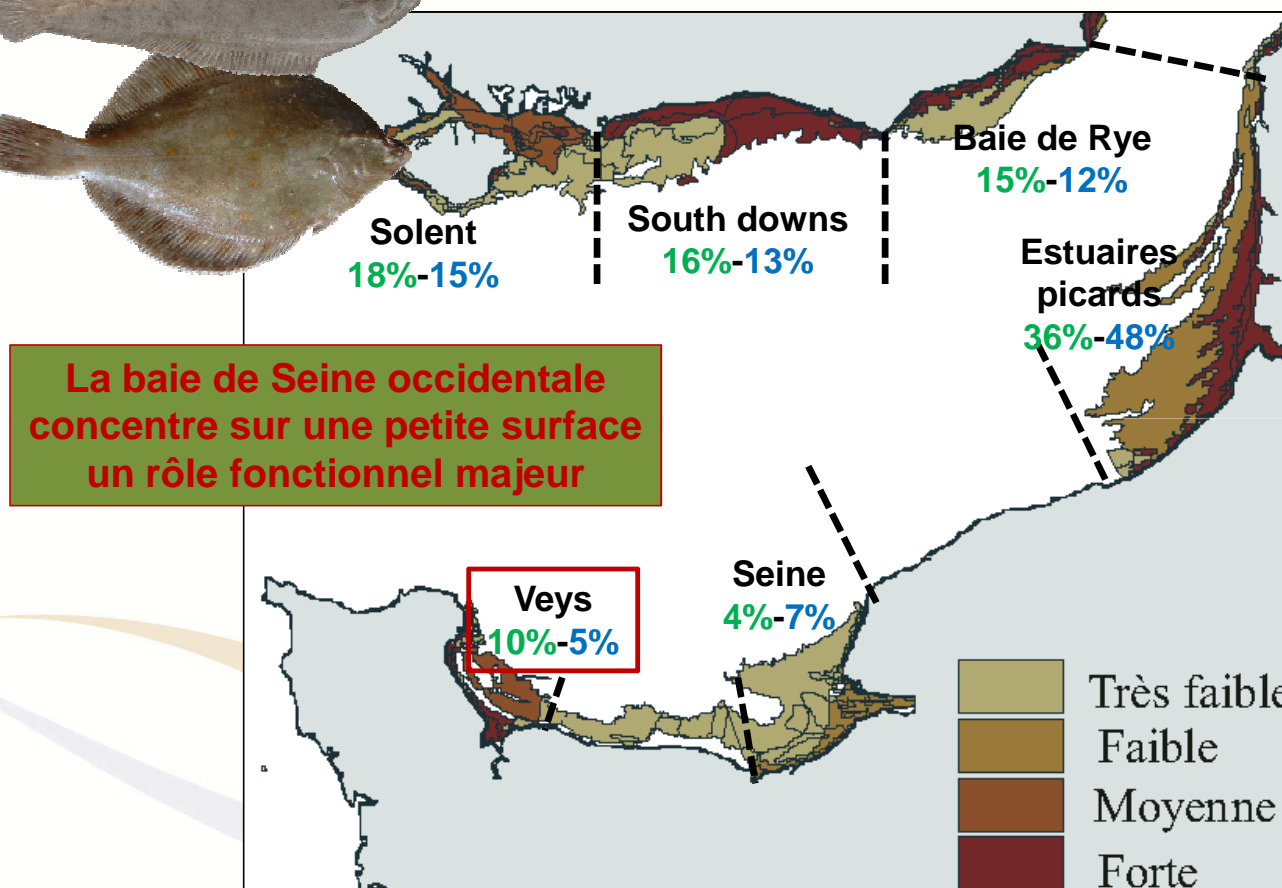 Baie de Rye
15%-12%
Solent
18%-15%
South downs
16%-13%
Estuaires
picards
36%-48%
La baie de Seine occidentale
concentre sur une petite surface
un rôle fonctionnel majeur
Veys
10%-5%
Seine
4%-7%
Très faible
Faible
Moyenne
Forte